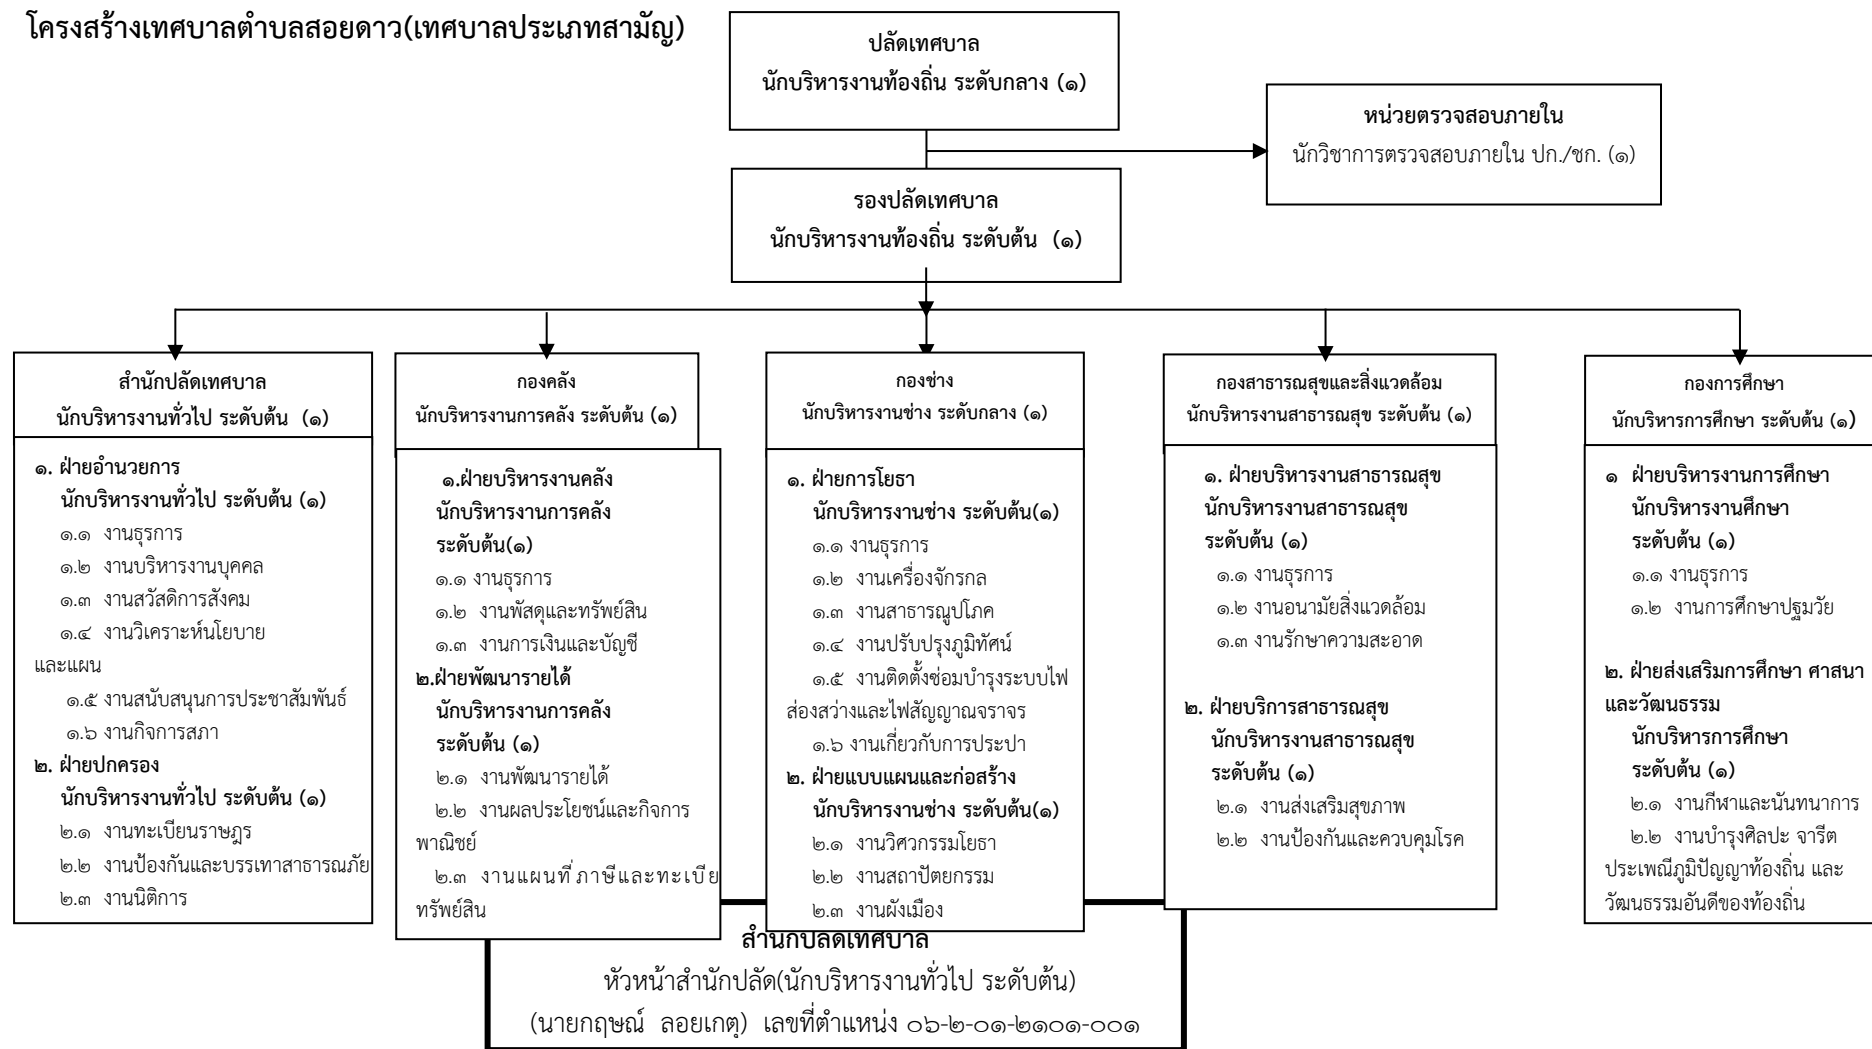 โครงสร้างเทศบาลตำบลสอยดาว(เทศบาลประเภทสามัญ)
ปลัดเทศบาล
นักบริหารงานท้องถิ่น ระดับกลาง (๑)
หน่วยตรวจสอบภายใน
นักวิชาการตรวจสอบภายใน ปก./ชก. (๑)
รองปลัดเทศบาล
นักบริหารงานท้องถิ่น ระดับต้น (๑)
สำนักปลัดเทศบาล
นักบริหารงานทั่วไป ระดับต้น (๑)
๑. ฝ่ายอำนวยการ
นักบริหารงานทั่วไป ระดับต้น (๑)
๑.๑ งานธุรการ
๑.๒ งานบริหารงานบุคคล
๑.๓ งานสวัสดิการสังคม
๑.๔ งานวิเคราะห์นโยบาย
และแผน
๑.๕ งานสนับสนุนการประชาสัมพันธ์
๑.๖ งานกิจการสภา
๒. ฝ่ายปกครอง
นักบริหารงานทั่วไป ระดับต้น (๑)
๒.๑ งานทะเบียนราษฎร
๒.๒ งานป้องกันและบรรเทาสาธารณภัย
๒.๓ งานนิติการ
กองคลัง
นักบริหารงานการคลัง ระดับต้น (๑)
๑.ฝ่ายบริหารงานคลัง
นักบริหารงานการคลัง
ระดับต้น(๑)
๑.๑ งานธุรการ
๑.๒ งานพัสดุและทรัพย์สิน
๑.๓ งานการเงินและบัญชี
๒.ฝ่ายพัฒนารายได้
นักบริหารงานการคลัง
ระดับต้น (๑)
๒.๑ งานพัฒนารายได้
๒.๒ งานผลประโยชน์และกิจการ
พาณิชย์
๒.๓ งานแผนที่ภาษีและทะเบีย
ทรัพย์สิน
กองช่าง
นักบริหารงานช่าง ระดับกลาง (๑)
๑. ฝ่ายการโยธา
นักบริหารงานช่าง ระดับต้น(๑)
๑.๑ งานธุรการ
๑.๒ งานเครื่องจักรกล
๑.๓ งานสาธารณูปโภค
๑.๔ งานปรับปรุงภูมิทัศน์
๑.๕ งานติดตั้งซ่อมบำรุงระบบไฟ
ส่องสว่างและไฟสัญญาณจราจร
๑.๖ งานเกี่ยวกับการประปา
๒. ฝ่ายแบบแผนและก่อสร้าง
นักบริหารงานช่าง ระดับต้น(๑)
๒.๑ งานวิศวกรรมโยธา
๒.๒ งานสถาปัตยกรรม
๒.๓ งานผังเมือง
กองสาธารณสุขและสิ่งแวดล้อม
นักบริหารงานสาธารณสุข ระดับต้น (๑)
๑. ฝ่ายบริหารงานสาธารณสุข
นักบริหารงานสาธารณสุข
ระดับต้น (๑)
๑.๑ งานธุรการ
๑.๒ งานอนามัยสิ่งแวดล้อม
๑.๓ งานรักษาความสะอาด
๒. ฝ่ายบริการสาธารณสุข
นักบริหารงานสาธารณสุข
ระดับต้น (๑)
๒.๑ งานส่งเสริมสุขภาพ
๒.๒ งานป้องกันและควบคุมโรค
กองการศึกษา
นักบริหารการศึกษา ระดับต้น (๑)
๑ ฝ่ายบริหารงานการศึกษา
นักบริหารงานศึกษา
ระดับต้น (๑)
๑.๑ งานธุรการ
๑.๒ งานการศึกษาปฐมวัย
๒. ฝ่ายส่งเสริมการศึกษา ศาสนา
และวัฒนธรรม
นักบริหารการศึกษา
ระดับต้น (๑)
๒.๑ งานกีฬาและนันทนาการ
๒.๒ งานบำรุงศิลปะ จารีต
ประเพณีภูมิปัญญาท้องถิ่น และ
วัฒนธรรมอันดีของท้องถิ่น
สำนักปลัดเทศบาล
หัวหน้าสำนักปลัด(นักบริหารงานทั่วไป ระดับต้น)
(นายกฤษณ์ ลอยเกตุ) เลขที่ตำแหน่ง ๐๖-๒-๐๑-๒๑๐๑-๐๐๑